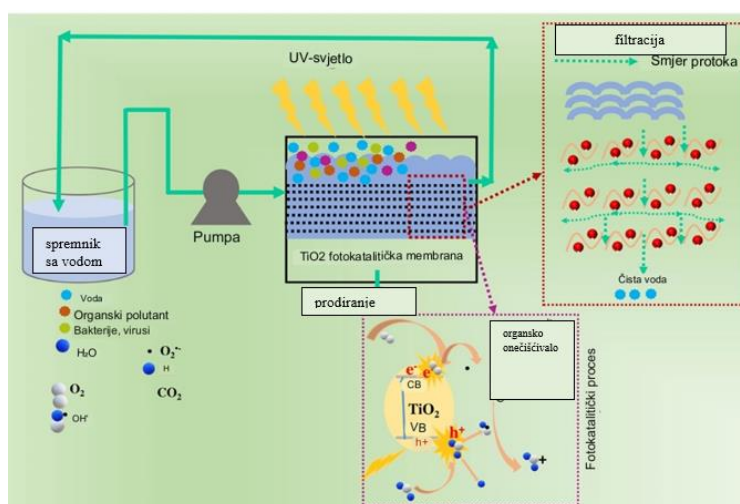 filtracija
UV-svjetlo
Smjer protoka
spremnik
sa vodom
Pumpa
TiO2 fotokatalitička membrana
Čista voda
Voda
Organski polutant
Bakterije, virusi
H₂O
O₂•-
H
O₂
CO₂
OH•
prodiranje
organsko
onečišćivalo
e-
e-
CB
TiO₂
VB
h+
h+
+
Fotokatalitički proces